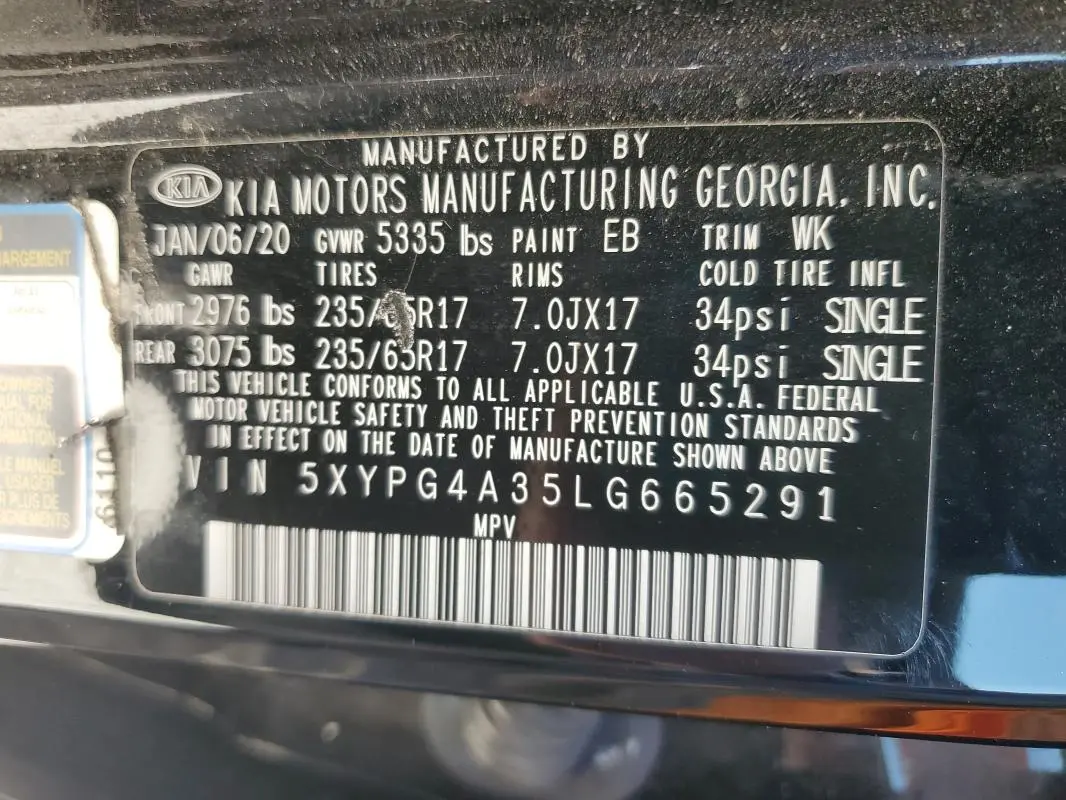 MANUFACTURED BY
KIA KIA MOTORS MANUFACTURING GEORGIA, INC.
JAN/06/20 GVWR 5335 lbs PAINT EB TRIM WK
GAWR TIRES RIMS COLD TIRE INFL
FRONT 2976 lbs 235/65R17 7.0JX17 34psi SINGLE
REAR 3075 lbs 235/65R17 7.0JX17 34psi SINGLE
THIS VEHICLE CONFORMS TO ALL APPLICABLE U.S.A. FEDERAL
MOTOR VEHICLE SAFETY AND THEFT PREVENTION STANDARDS
IN EFFECT ON THE DATE OF MANUFACTURE SHOWN ABOVE
VIN 5XYPG4A35LG665291
MPV